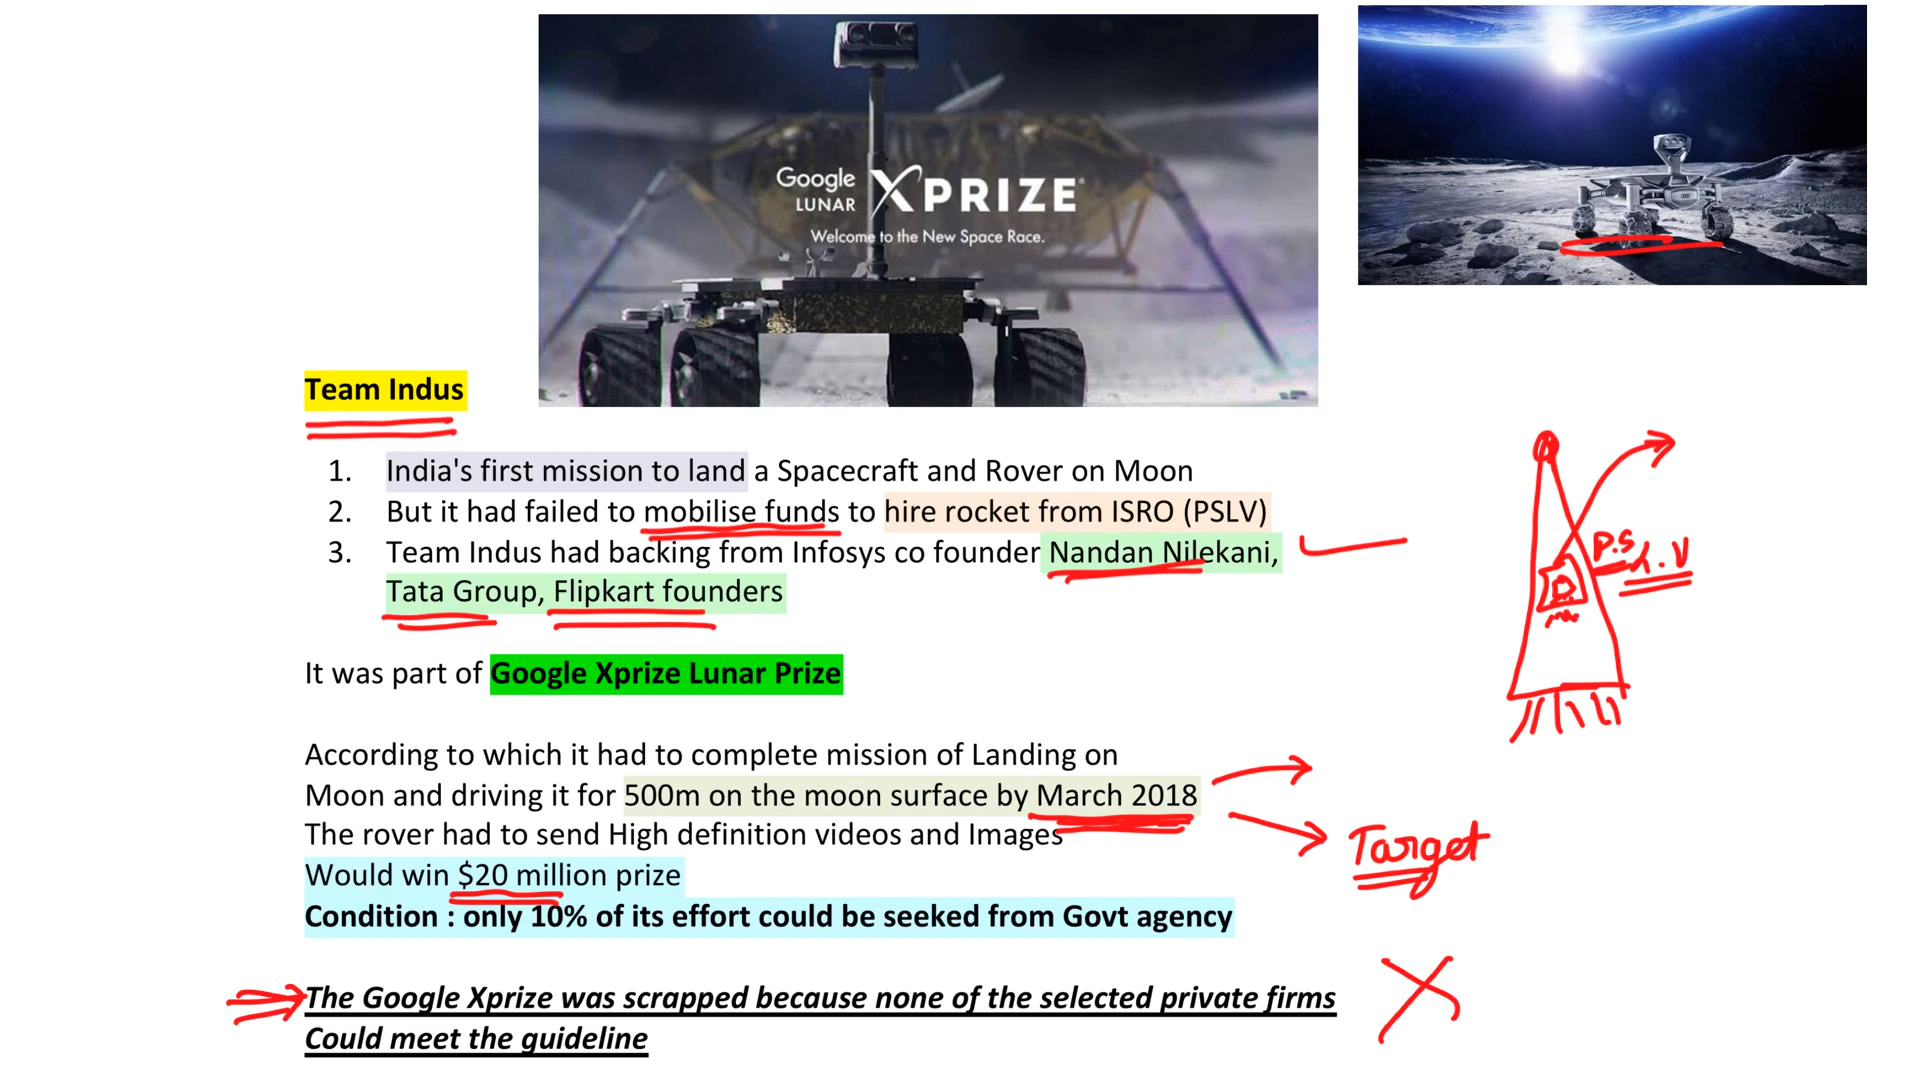 Google
LUNAR XPRIZE
Welcome to the New Space Race.
Team Indus
1. India's first mission to land a Spacecraft and Rover on Moon
2. But it had failed to mobilise funds to hire rocket from ISRO (PSLV)
3. Team Indus had backing from Infosys co founder Nandan Nilekani,
Tata Group, Flipkart founders
P.S.L.V
It was part of Google Xprize Lunar Prize
According to which it had to complete mission of Landing on
Moon and driving it for 500m on the moon surface by March 2018
The rover had to send High definition videos and Images
Target
Would win $20 million prize
Condition : only 10% of its effort could be seeked from Govt agency
The Google Xprize was scrapped because none of the selected private firms
Could meet the guideline